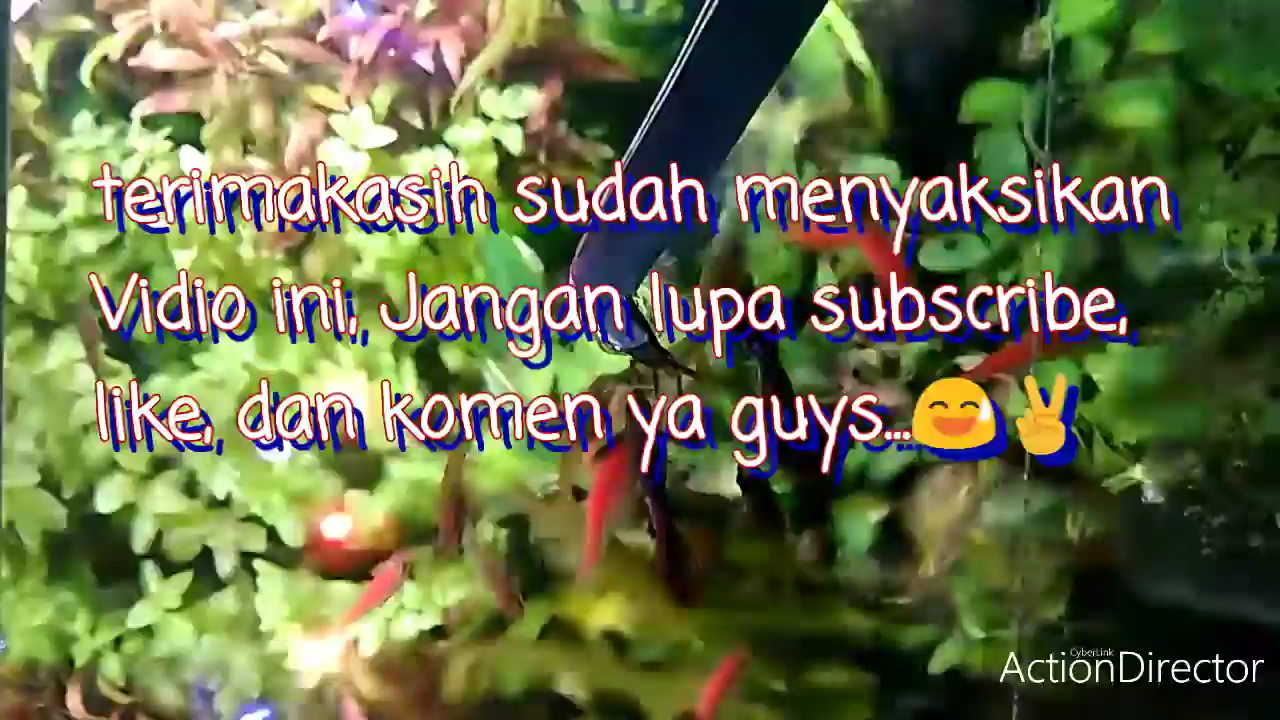 terimakasih sudah menyaksikan
Vidio ini, Jangan lupa subscribe,
like, dan komen ya guys...😅✌
CyberLink
ActionDirector